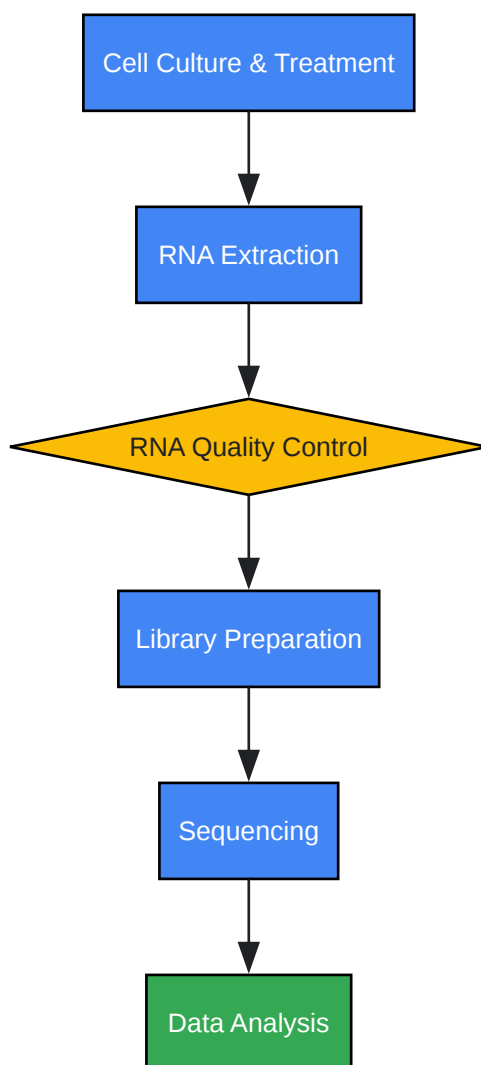 Cell Culture & Treatment
RNA Extraction
RNA Quality Control
Library Preparation
Sequencing
Data Analysis